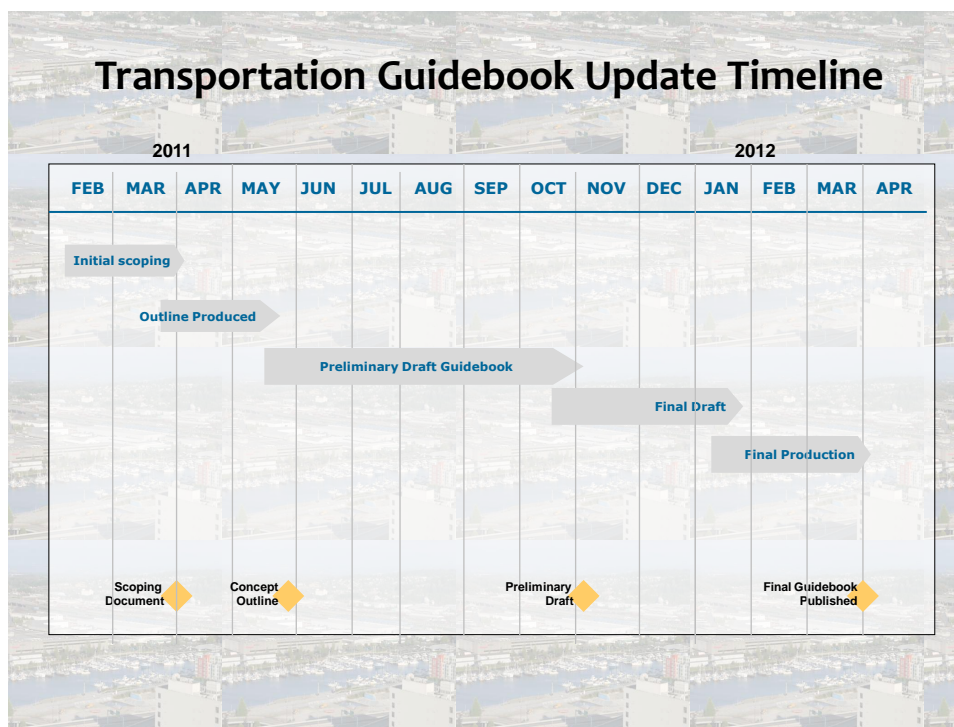 Transportation Guidebook Update Timeline
2011 2012
FEB MAR APR MAY JUN JUL AUG SEP OCT NOV DEC JAN FEB MAR APR
Initial scoping
Outline Produced
Preliminary Draft Guidebook
Final Draft
Final Production
Scoping
Document
Concept
Outline
Preliminary
Draft
Final Guidebook
Published